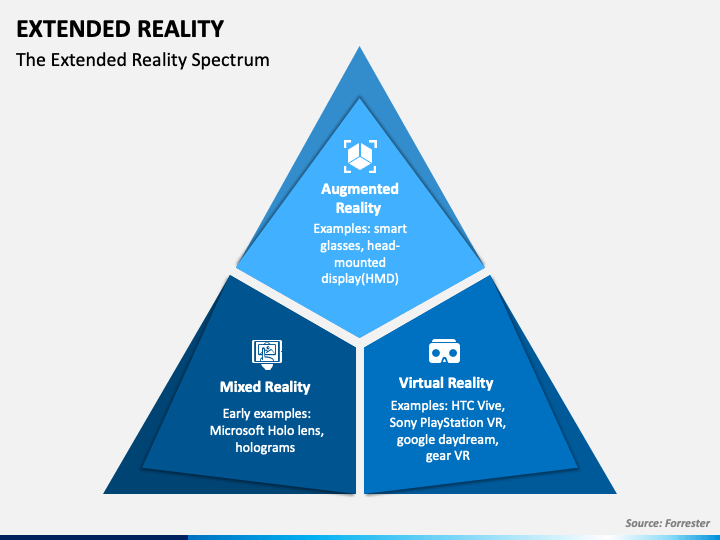 EXTENDED REALITY
The Extended Reality Spectrum
Augmented
Reality
Examples: smart
glasses, head-
mounted
display(HMD)
Mixed Reality
Early examples:
Microsoft Holo lens,
holograms
Virtual Reality
Examples: HTC Vive,
Sony PlayStation VR,
google daydream,
gear VR
Source: Forrester